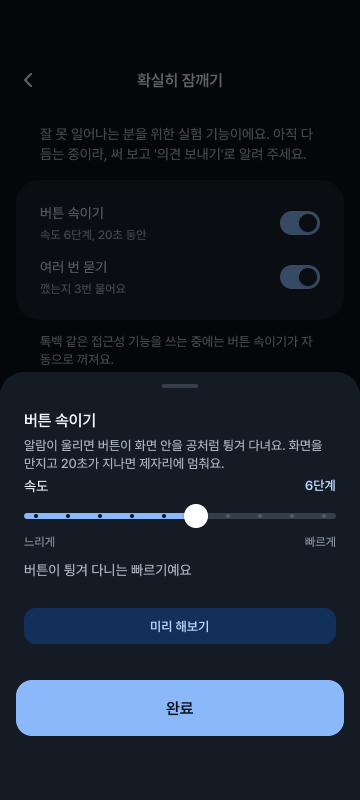 확실히 잠깨기
잘 못 일어나는 분을 위한 실험 기능이에요. 아직 다
듬는 중이라, 써 보고 '의견 보내기'로 알려 주세요.
버튼 속이기
속도 6단계, 20초 동안
여러 번 묻기
깼는지 3번 물어요
톡백 같은 접근성 기능을 쓰는 중에는 버튼 속이기가 자
동으로 꺼져요.
버튼 속이기
알람이 울리면 버튼이 화면 안을 공처럼 튕겨 다녀요. 화면을
만지고 20초가 지나면 제자리에 멈춰요.
속도
6단계
느리게
빠르게
버튼이 튕겨 다니는 빠르기예요
미리 해보기
완료